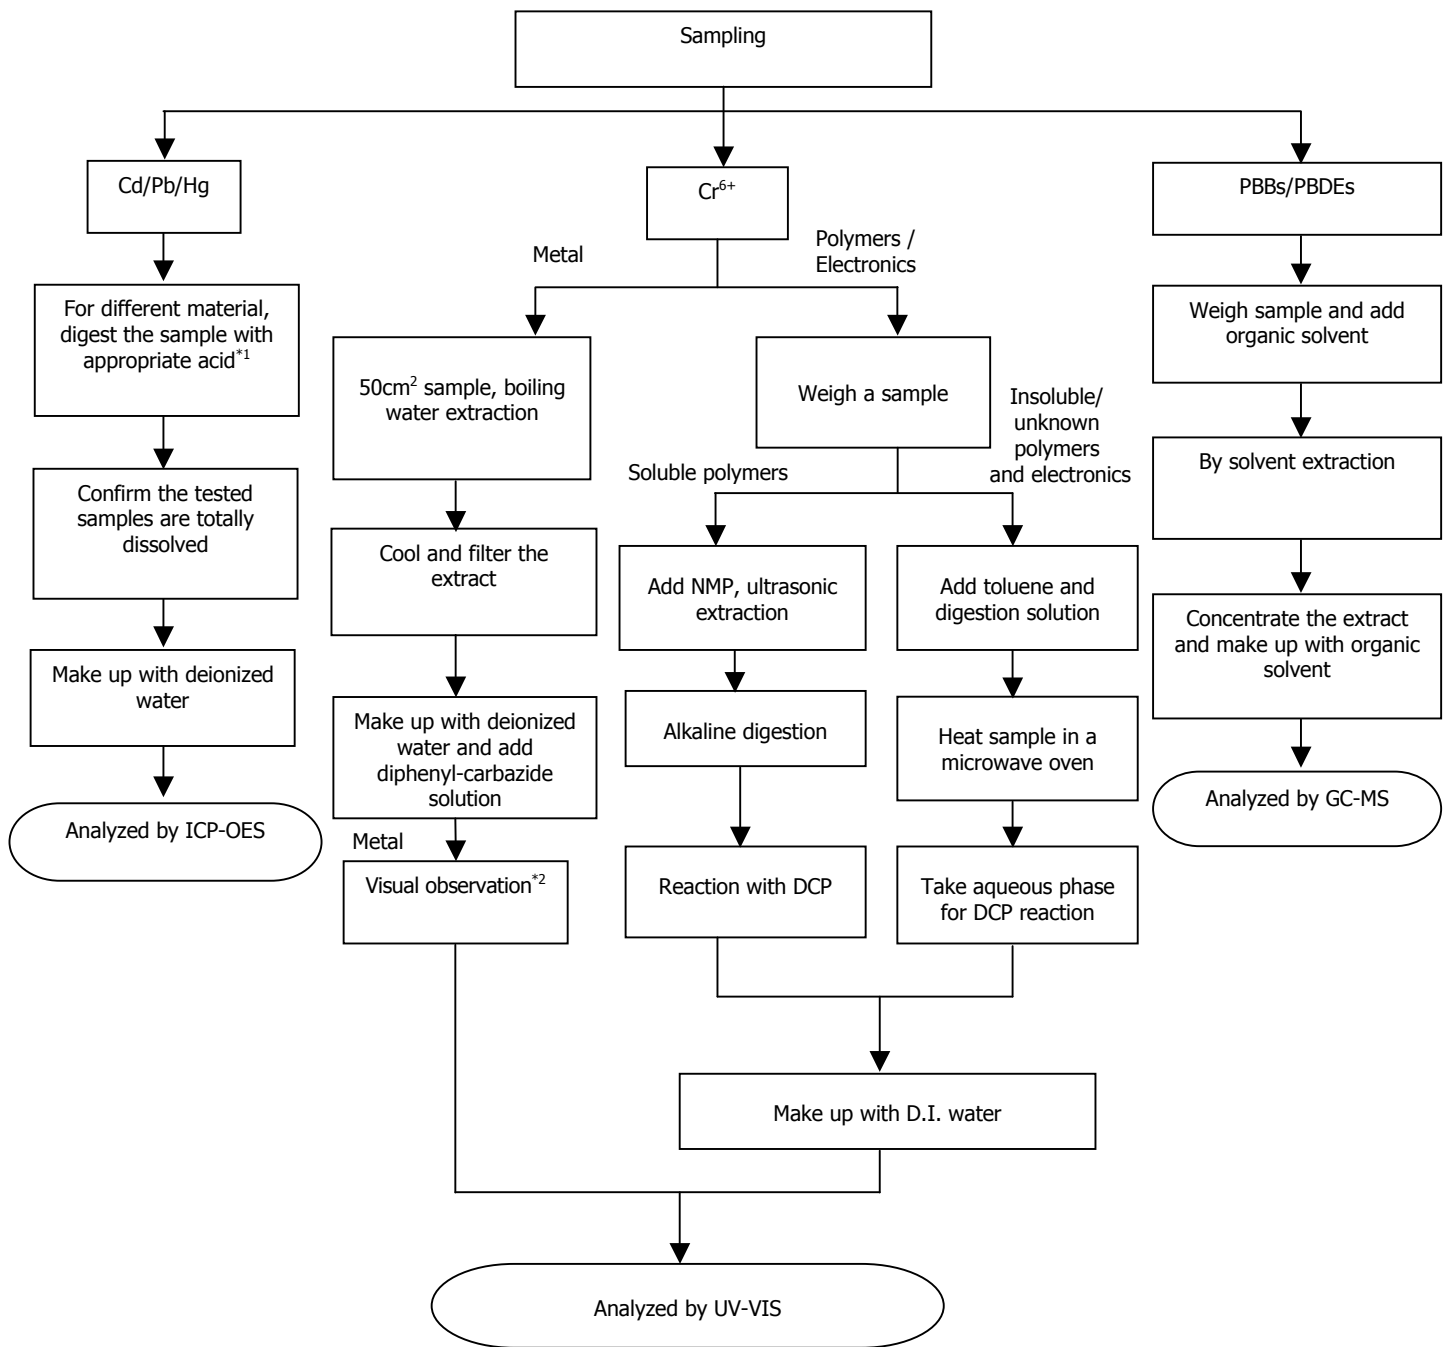 Sampling
Cd/Pb/Hg
Cr6+
PBBs/PBDEs
Metal
Polymers /
Electronics
For different material,
digest the sample with
appropriate acid*1
50cm2 sample, boiling
water extraction
Weigh a sample
Weigh sample and add
organic solvent
Insoluble/
unknown
polymers
and electronics
Soluble polymers
By solvent extraction
Confirm the tested
samples are totally
dissolved
Cool and filter the
extract
Add NMP, ultrasonic
extraction
Add toluene and
digestion solution
Concentrate the extract
and make up with organic
solvent
Make up with deionized
water
Make up with deionized
water and add
diphenyl-carbazide
solution
Alkaline digestion
Heat sample in a
microwave oven
Analyzed by GC-MS
Analyzed by ICP-OES
Metal
Visual observation*2
Reaction with DCP
Take aqueous phase
for DCP reaction
Make up with D.I. water
Analyzed by UV-VIS